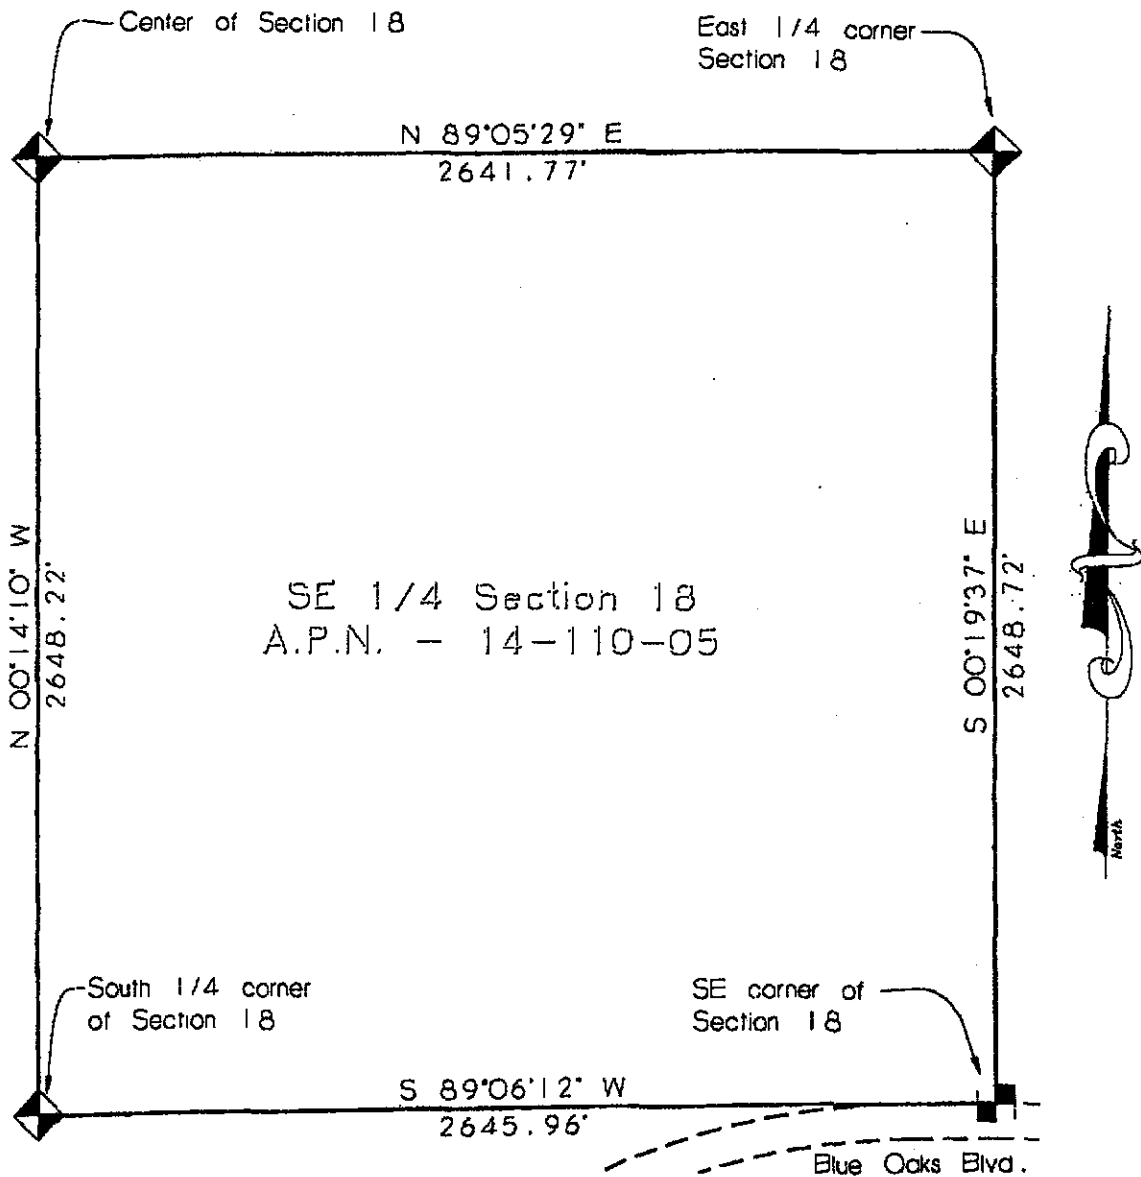 Center of Section 18
East 1/4 corner
Section 18
N 89°05'29" E
2641.77'
N 00°14'10" W
2648.22'
SE 1/4 Section 18
A.P.N. - 14-110-05
S 00°19'37" E
2648.72'
North
South 1/4 corner
of Section 18
SE corner of
Section 18
S 89°06'12" W
2645.96'
Blue Oaks Blvd.